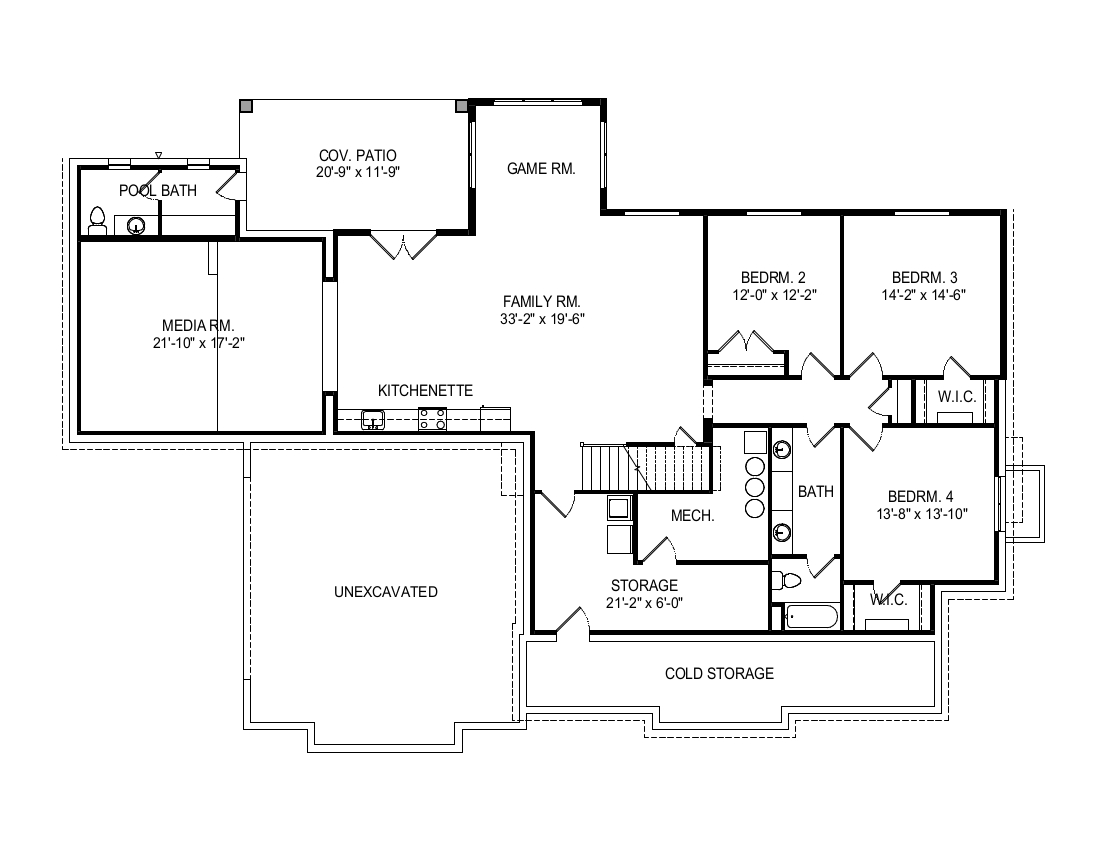 COV. PATIO
20'-9" x 11'-9"
GAME RM.
POOL BATH
BEDRM. 2
12'-0" x 12'-2"
BEDRM. 3
14'-2" x 14'-6"
FAMILY RM.
33'-2" x 19'-6"
MEDIA RM.
21'-10" x 17'-2"
KITCHENETTE
W.I.C.
BATH
BEDRM. 4
13'-8" x 13'-10"
MECH.
UNEXCAVATED
STORAGE
21'-2" x 6'-0"
W.I.C.
COLD STORAGE